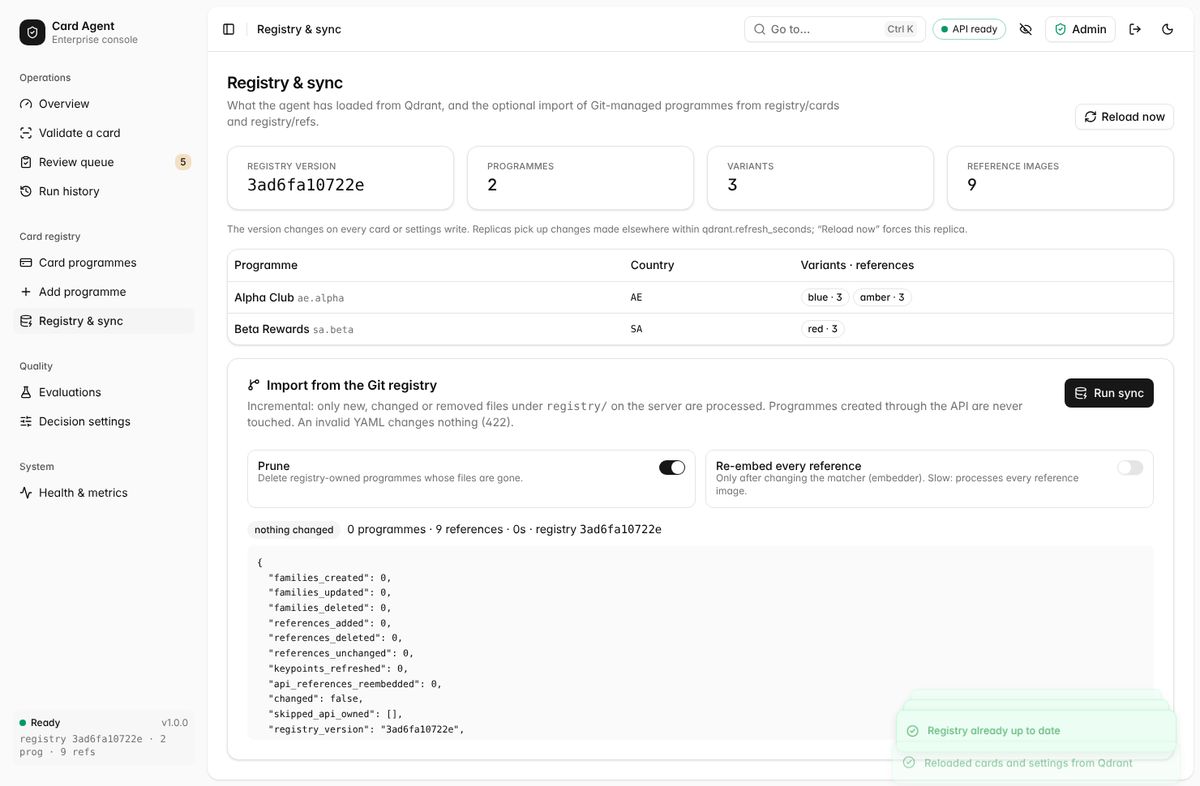 Card Agent
Enterprise console
Operations
Overview
Validate a card
Review queue 5
Run history
Card registry
Card programmes
Add programme
Registry & sync
Quality
Evaluations
Decision settings
System
Health & metrics
Ready v1.0.0
registry 3ad6fa10722e · 2
prog · 9 refs
Registry & sync
Go to... Ctrl K
API ready
Admin
Registry & sync
What the agent has loaded from Qdrant, and the optional import of Git-managed programmes from registry/cards
and registry/refs.
Reload now
REGISTRY VERSION
3ad6fa10722e
PROGRAMMES
2
VARIANTS
3
REFERENCE IMAGES
9
The version changes on every card or settings write. Replicas pick up changes made elsewhere within qdrant.refresh_seconds; “Reload now” forces this replica.
Programme Country Variants · references
Alpha Club ae.alpha AE blue · 3 amber · 3
Beta Rewards sa.beta SA red · 3
Import from the Git registry
Run sync
Incremental: only new, changed or removed files under registry/ on the server are processed. Programmes created through the API are never
touched. An invalid YAML changes nothing (422).
Prune
Delete registry-owned programmes whose files are gone.
Re-embed every reference
Only after changing the matcher (embedder). Slow: processes every reference
image.
nothing changed 0 programmes · 9 references · 0s · registry 3ad6fa10722e
{
"families_created": 0,
"families_updated": 0,
"families_deleted": 0,
"references_added": 0,
"references_deleted": 0,
"references_unchanged": 0,
"keypoints_refreshed": 0,
"api_references_reembedded": 0,
"changed": false,
"skipped_api_owned": [],
"registry_version": "3ad6fa10722e",
Registry already up to date
Reloaded cards and settings from Qdrant